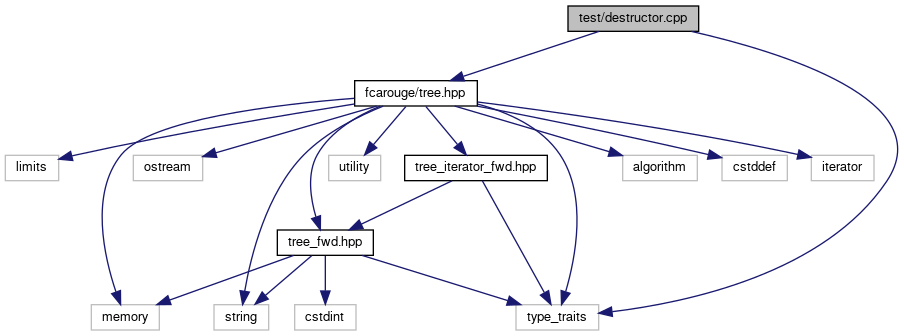 test/destructor.cpp
fcarouge/tree.hpp
limits
ostream
utility
tree_iterator_fwd.hpp
algorithm
cstddef
iterator
tree_fwd.hpp
memory
string
cstdint
type_traits